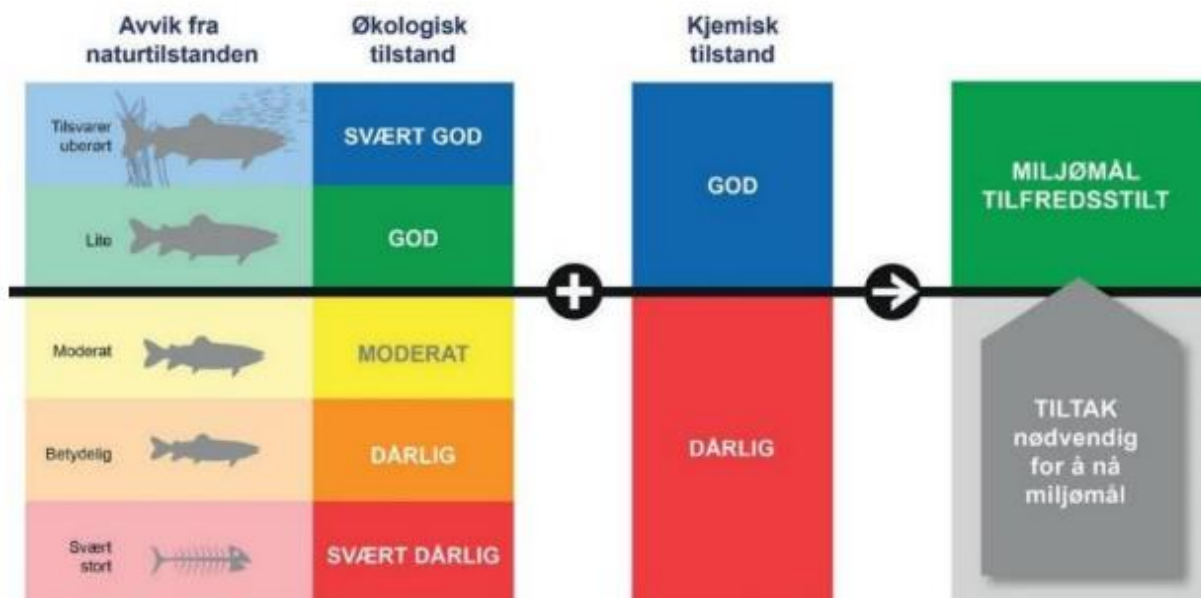 Avvik fra
naturtilstanden
Økologisk
tilstand
Kjemisk
tilstand
Tilsvarer
uberørt
SVÆRT GOD
Lite
GOD
GOD
MILJØMÅL
TILFREDSSTILT
Moderat
MODERAT
Betydelig
DÅRLIG
DÅRLIG
TILTAK
nødvendig
for å nå
miljømål
Svært
stort
SVÆRT DÅRLIG